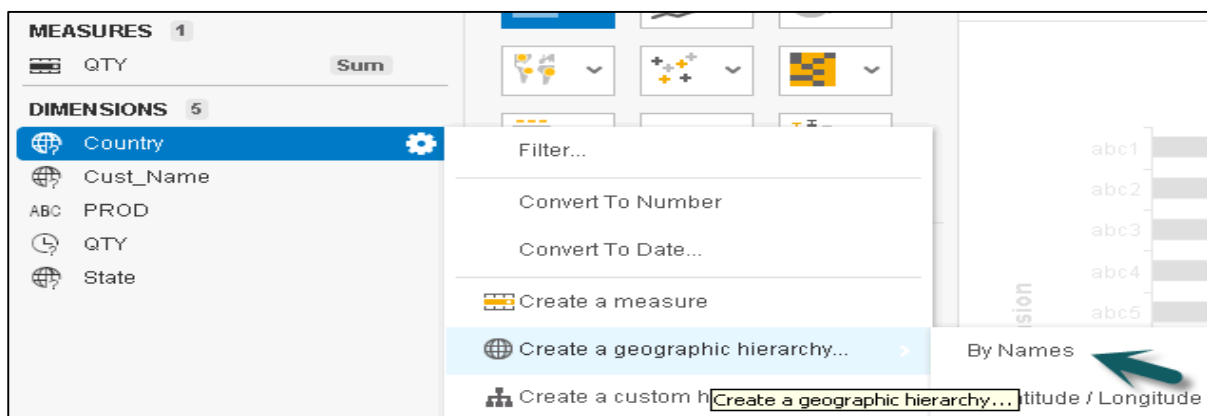 MEASURES 1
QTY Sum
DIMENSIONS 5
Country
Cust_Name
ABC PROD
QTY
State
Filter...
Convert To Number
Convert To Date...
Create a measure
Create a geographic hierarchy...
By Names
Create a custom h
Create a geographic hierarchy...
titude / Longitude
abc1
abc2
abc3
abc4
abc5
nsion